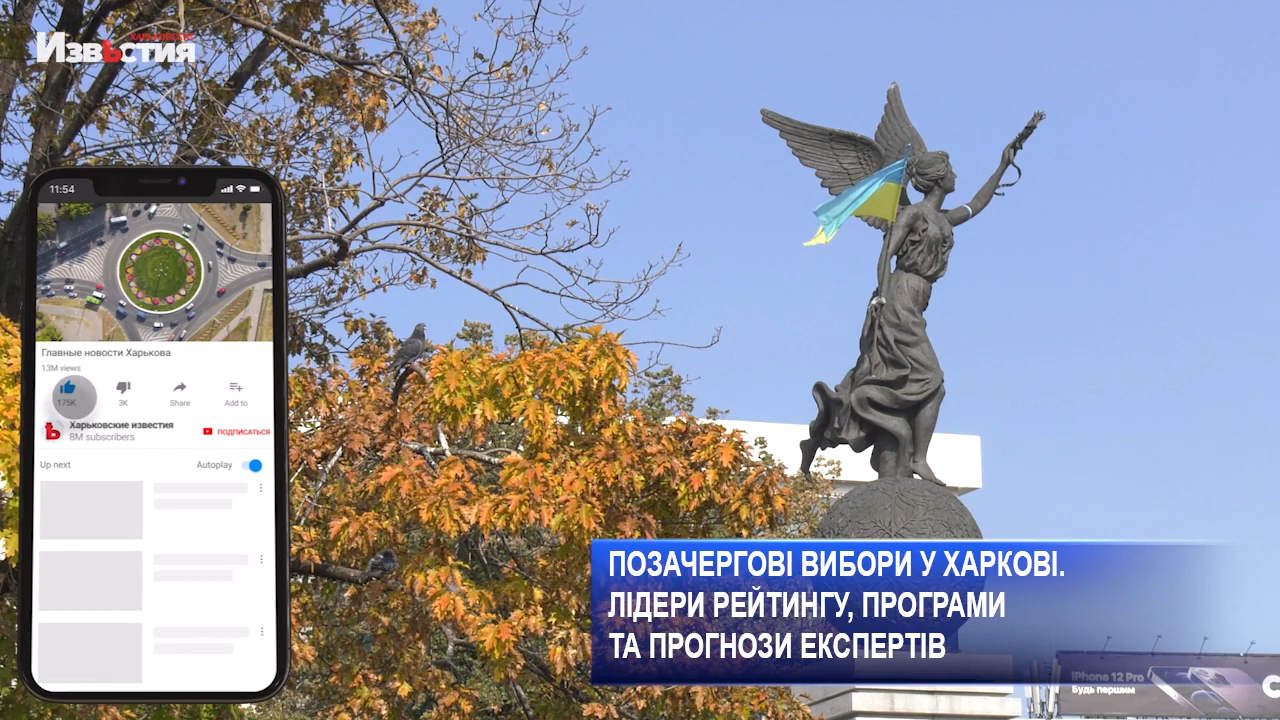 ХАРЬКОВСКИЕ
ИзвѢстия
11:54
Главные новости Харькова
13M views
175K
3K
Share
Add to
Харьковские известия
8M subscribers
ПОДПИСАТЬСЯ
Up next
Autoplay
ПОЗАЧЕРГОВІ ВИБОРИ У ХАРКОВІ.
ЛІДЕРИ РЕЙТИНГУ, ПРОГРАМИ
ТА ПРОГНОЗИ ЕКСПЕРТІВ
iPhone 12 Pro
Будь першим